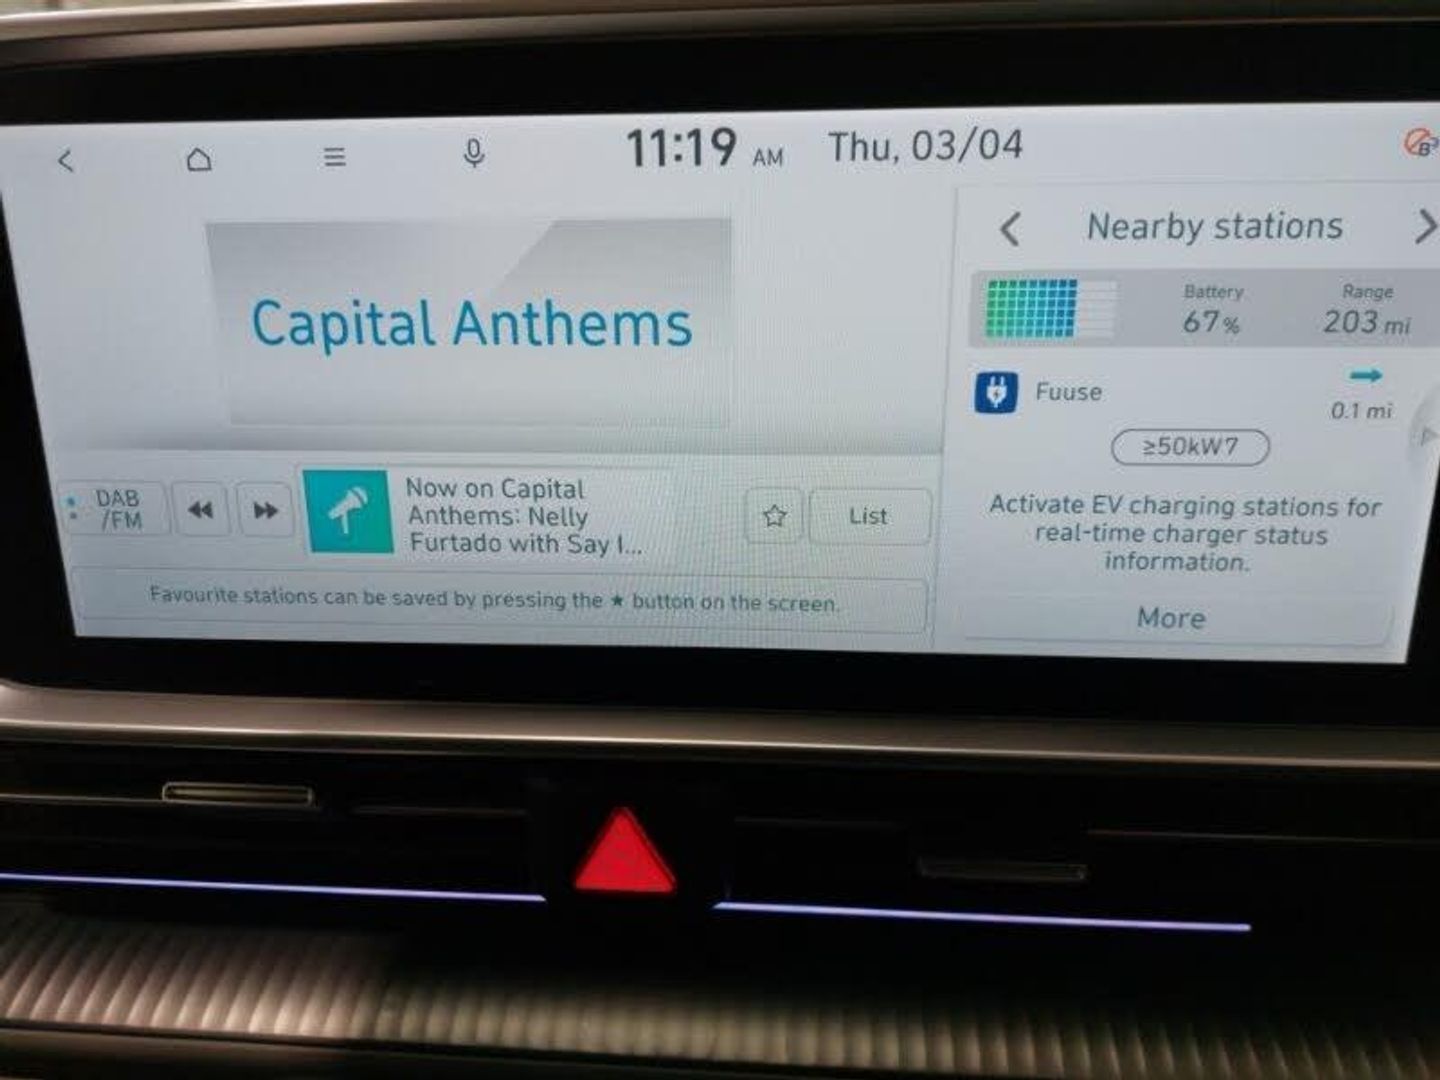 11:19 AM Thu, 03/04
Capital Anthems
DAB
/FM
Now on Capital
Anthems: Nelly
Furtado with Say I...
List
Favourite stations can be saved by pressing the ★ button on the screen.
Nearby stations
Battery Range
67% 203 mi
Fuuse
0.1 mi
≥50kW7
Activate EV charging stations for
real-time charger status
information.
More